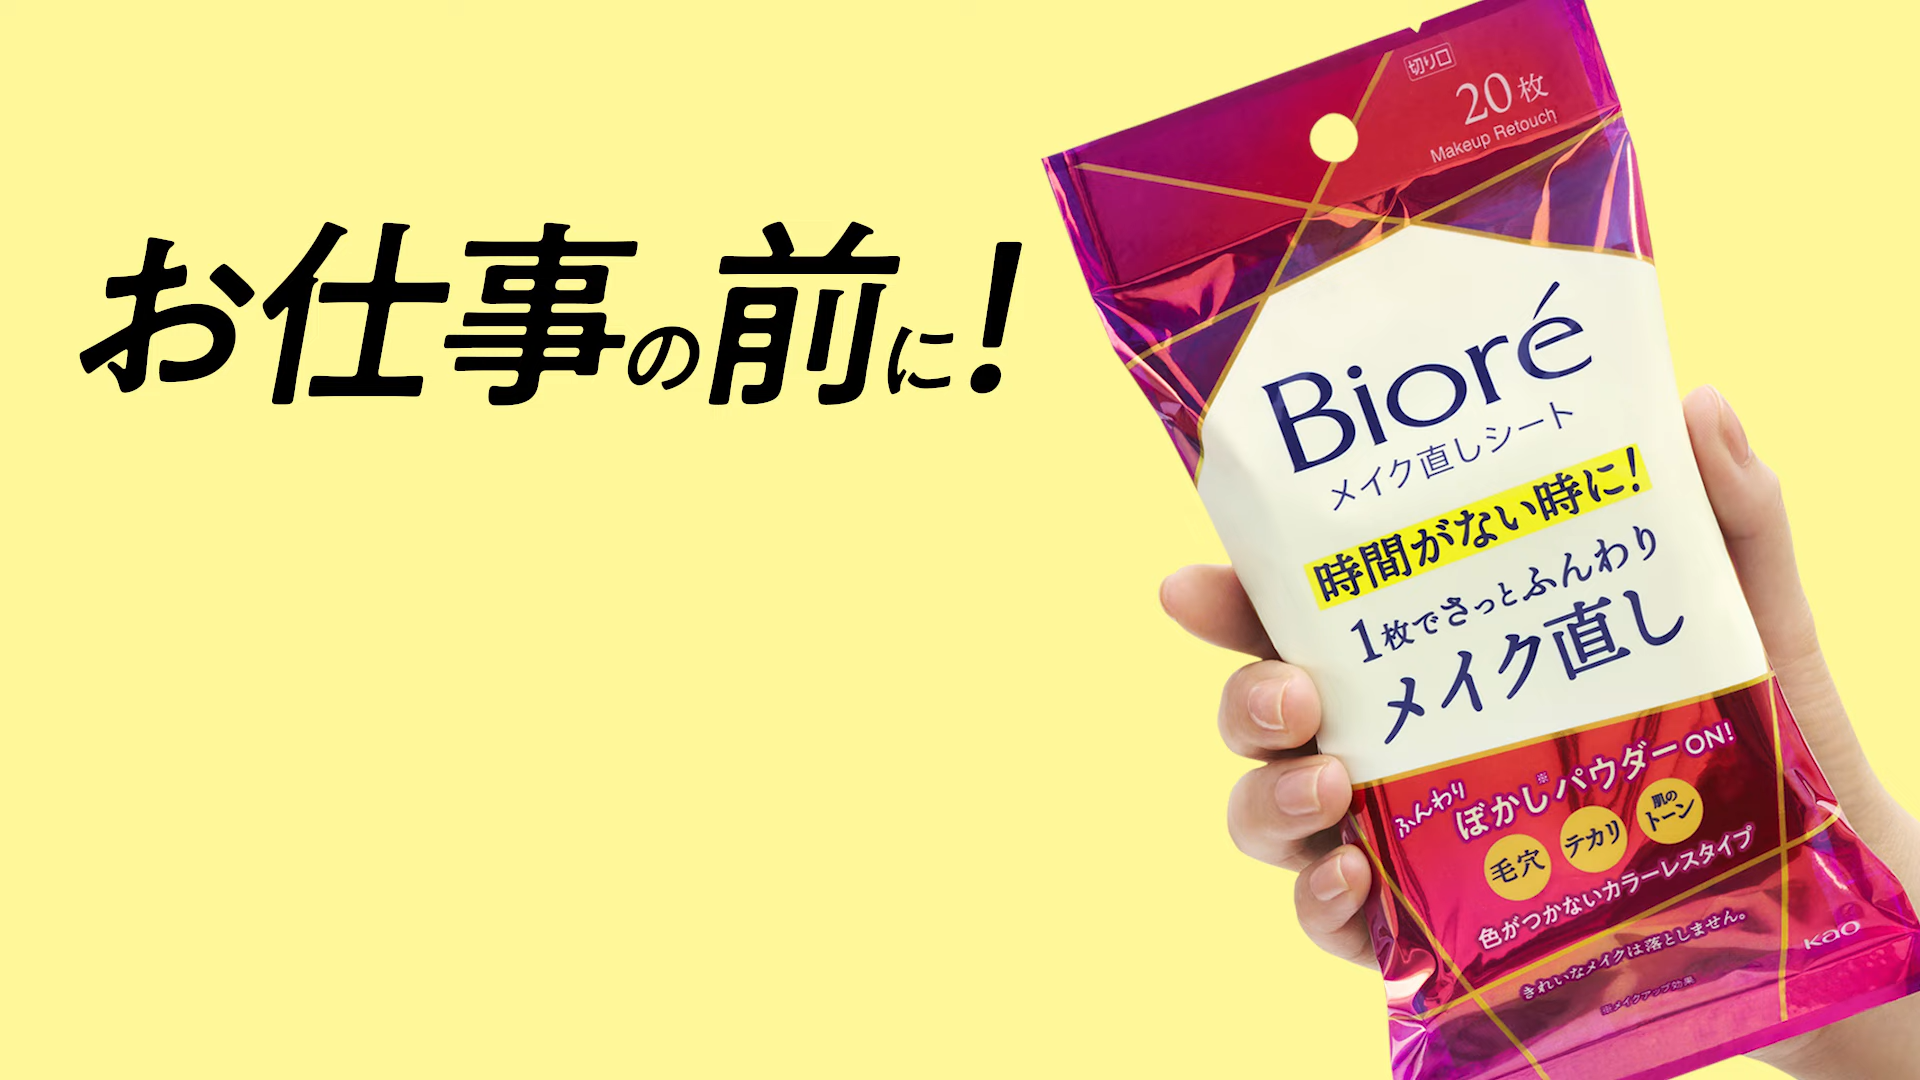 お仕事の前に!
切り口
20枚
Makeup Retouch
Bioré
メイク直しシート
時間がない時に!
1枚でさっとふんわり
メイク直し
ふんわり
ぼかし※パウダーON!
毛穴
テカリ
肌の
トーン
色がつかないカラーレスタイプ
きれいなメイクは落としません。
※メイクアップ効果
Kao